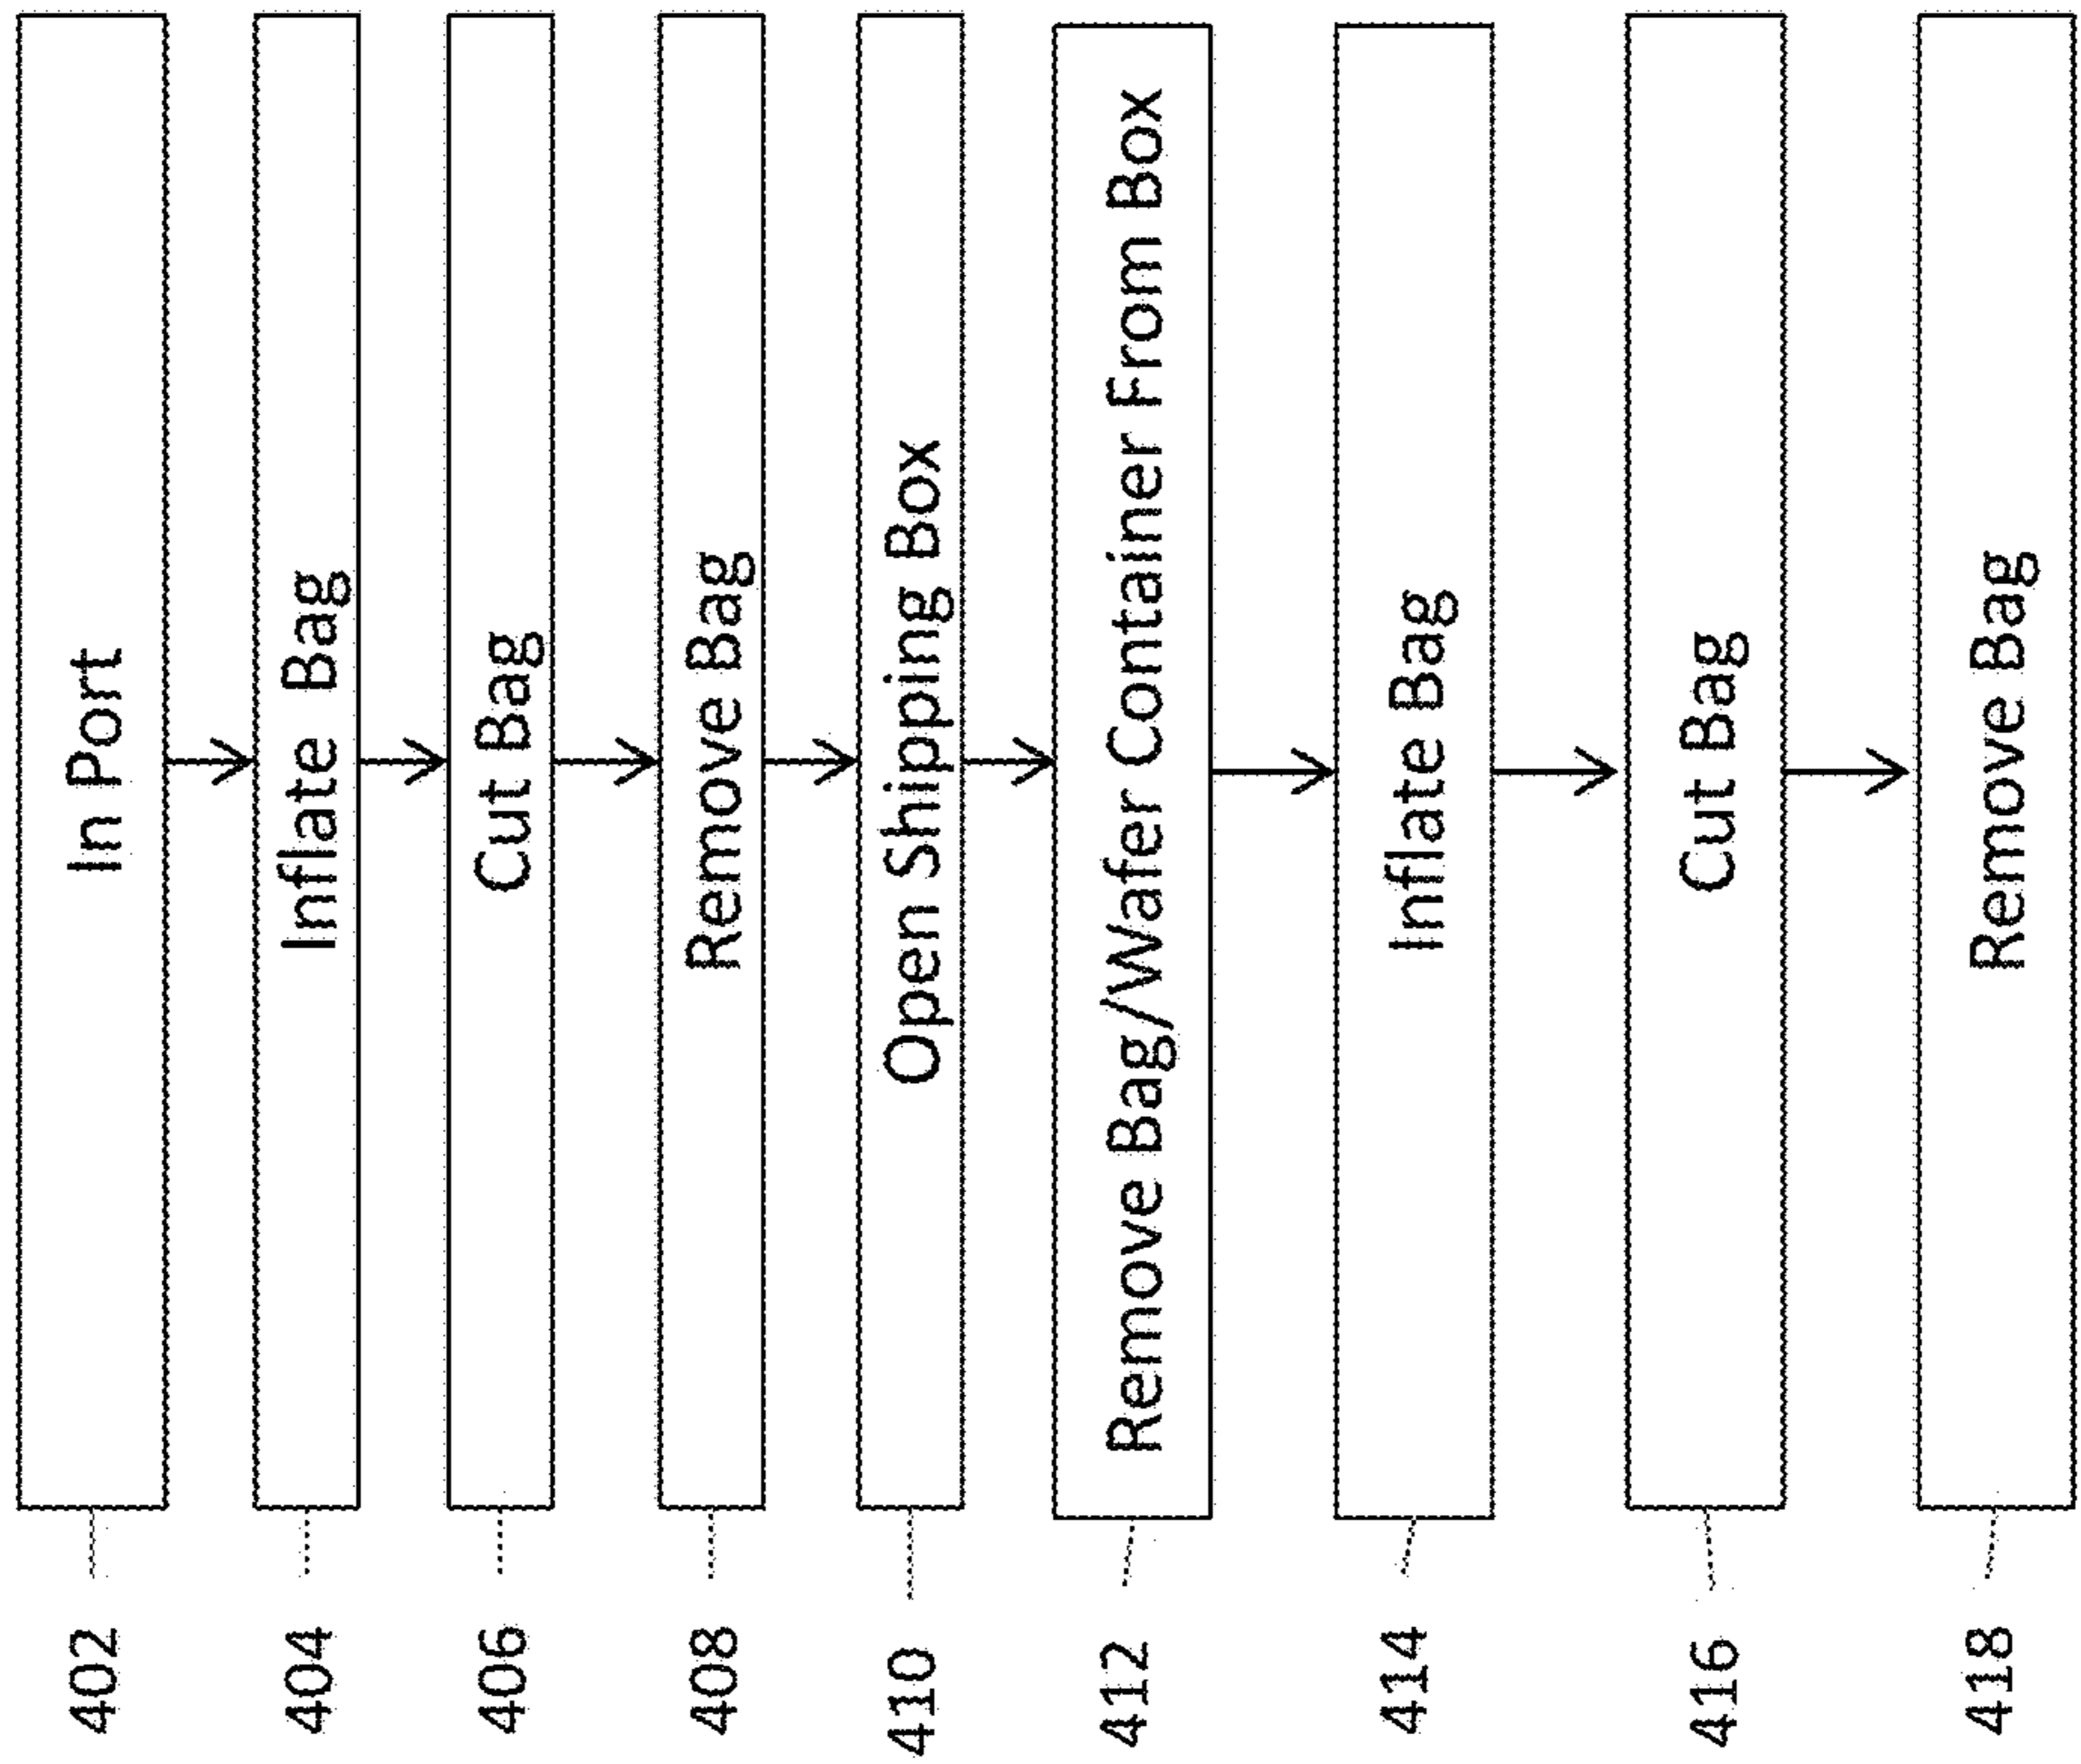 402 In Port
404 Inflate Bag
406 Cut Bag
408 Remove Bag
410 Open Shipping Box
412 Remove Bag/Wafer Container From Box
414 Inflate Bag
416 Cut Bag
418 Remove Bag